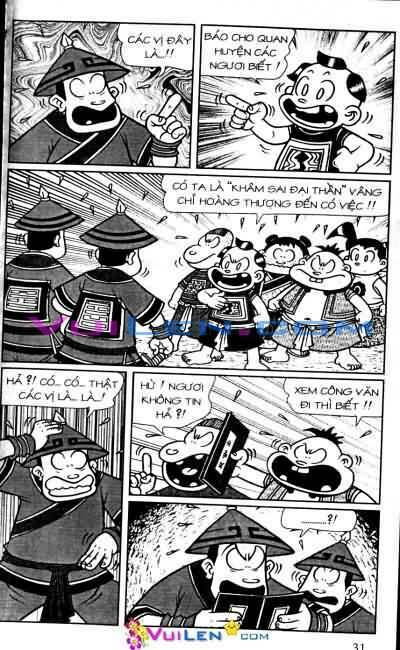 CÁC VỊ ĐÂY
LÀ...!!
BÁO CHO QUAN
HUYỆN CÁC
NGƯƠI BIẾT !
CÓ TA LÀ "KHÂM SAI ĐẠI THẦN" VÂNG
CHỈ HOÀNG THƯỢNG ĐẾN CÓ VIỆC !!
VUILEN.COM
HẢ ?! CÓ... CÓ... THẬT
CÁC VỊ LÀ... LÀ...!
HỪ ! NGƯƠI
KHÔNG TIN
HẢ ?!
XEM CÔNG VĂN
ĐI THÌ BIẾT !!
............?!
31
VUILEN.COM